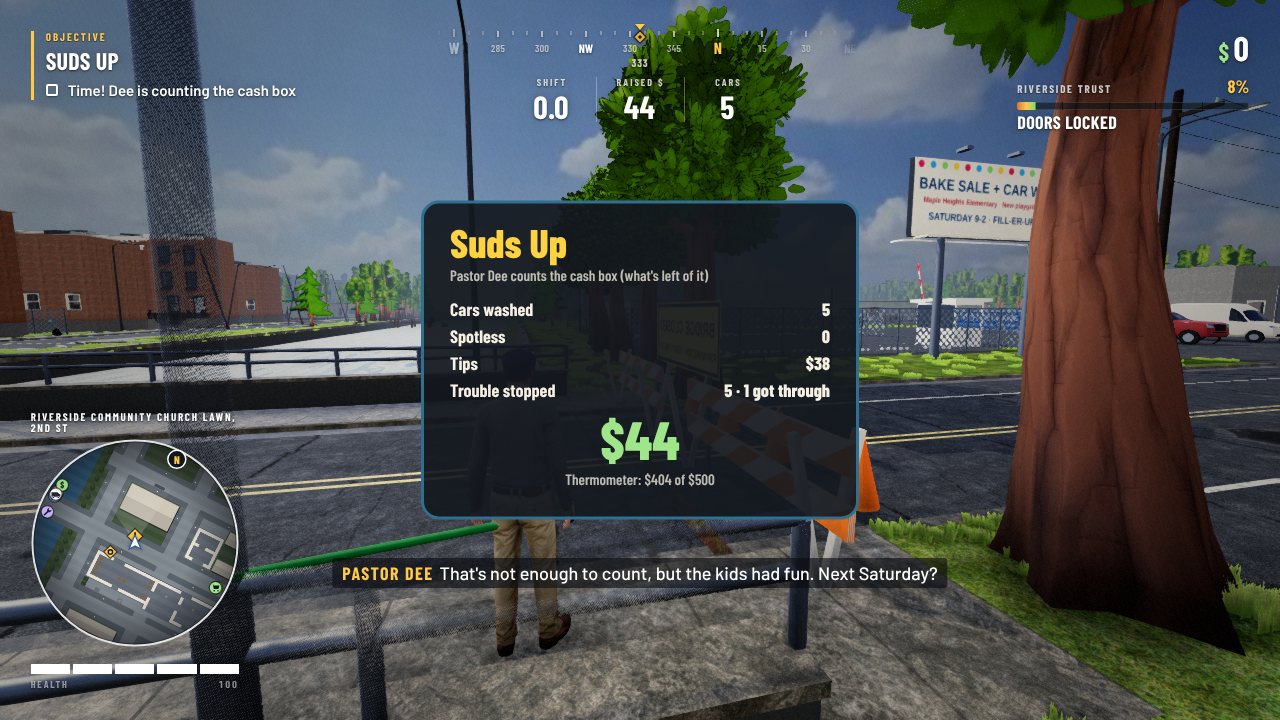 OBJECTIVE
SUDS UP
Time! Dee is counting the cash box
W 285 300 NW 330 345 N 15 30 NE
333
SHIFT RAISED $ CARS
0.0 44 5
$ 0
8%
RIVERSIDE TRUST
DOORS LOCKED
BAKE SALE + CAR W
Maple Heights Elementary · New playgr
SATURDAY 9-2 · FILL-ER-UP
BRIDGE CLOSED
Suds Up
Pastor Dee counts the cash box (what's left of it)
Cars washed 5
Spotless 0
Tips $38
Trouble stopped 5 · 1 got through
$44
Thermometer: $404 of $500
RIVERSIDE COMMUNITY CHURCH LAWN,
2ND ST
N
PASTOR DEE That's not enough to count, but the kids had fun. Next Saturday?
HEALTH 100